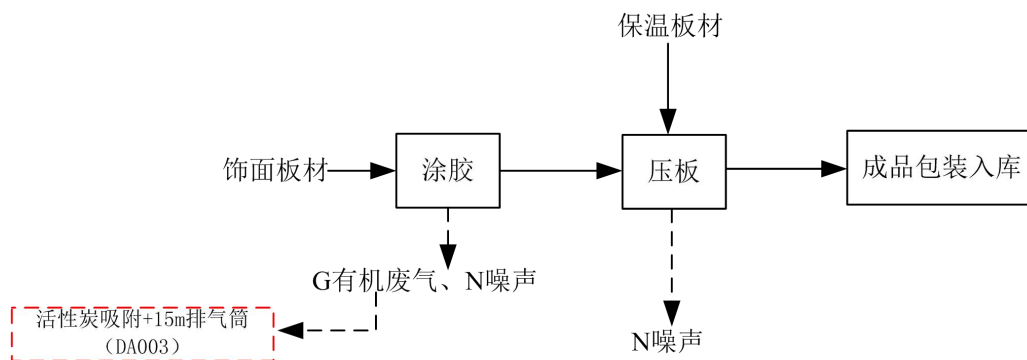 保温板材
饰面板材
涂胶
压板
成品包装入库
G有机废气、N噪声
活性炭吸附+15m排气筒
（DA003）
N噪声